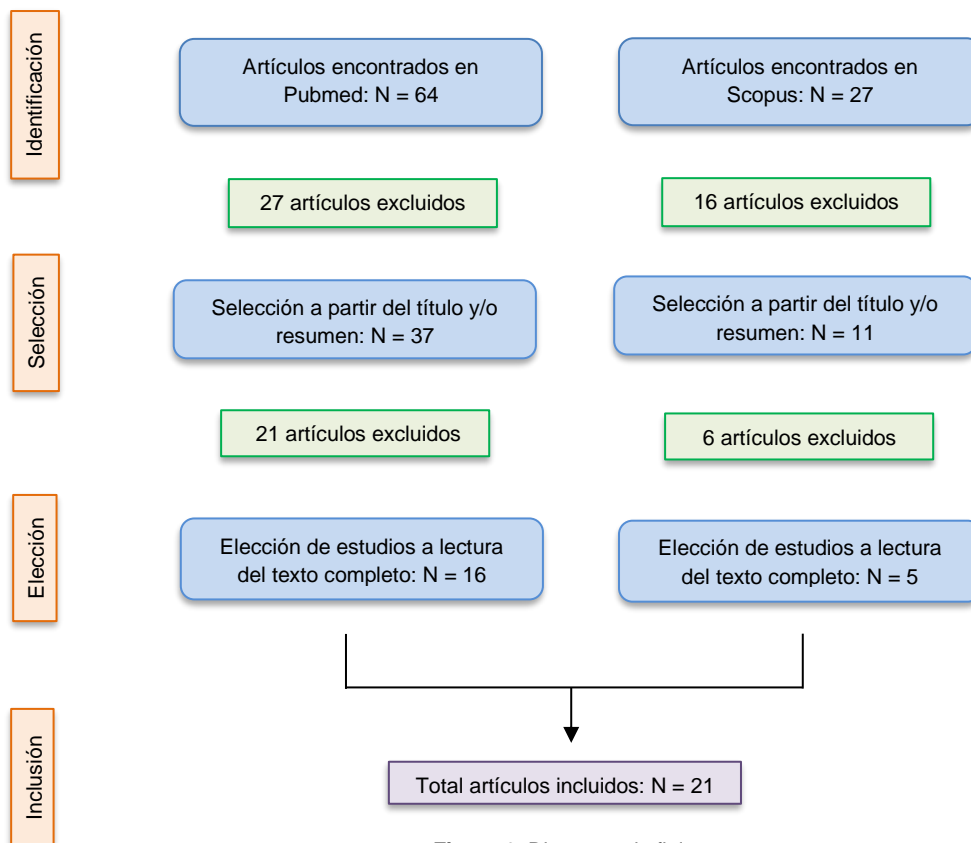 Identificación
Artículos encontrados en
Pubmed: N = 64
Artículos encontrados en
Scopus: N = 27
27 artículos excluidos
16 artículos excluidos
Selección
Selección a partir del título y/o
resumen: N = 37
Selección a partir del título y/o
resumen: N = 11
21 artículos excluidos
6 artículos excluidos
Elección
Elección de estudios a lectura
del texto completo: N = 16
Elección de estudios a lectura
del texto completo: N = 5
Inclusión
Total artículos incluidos: N = 21